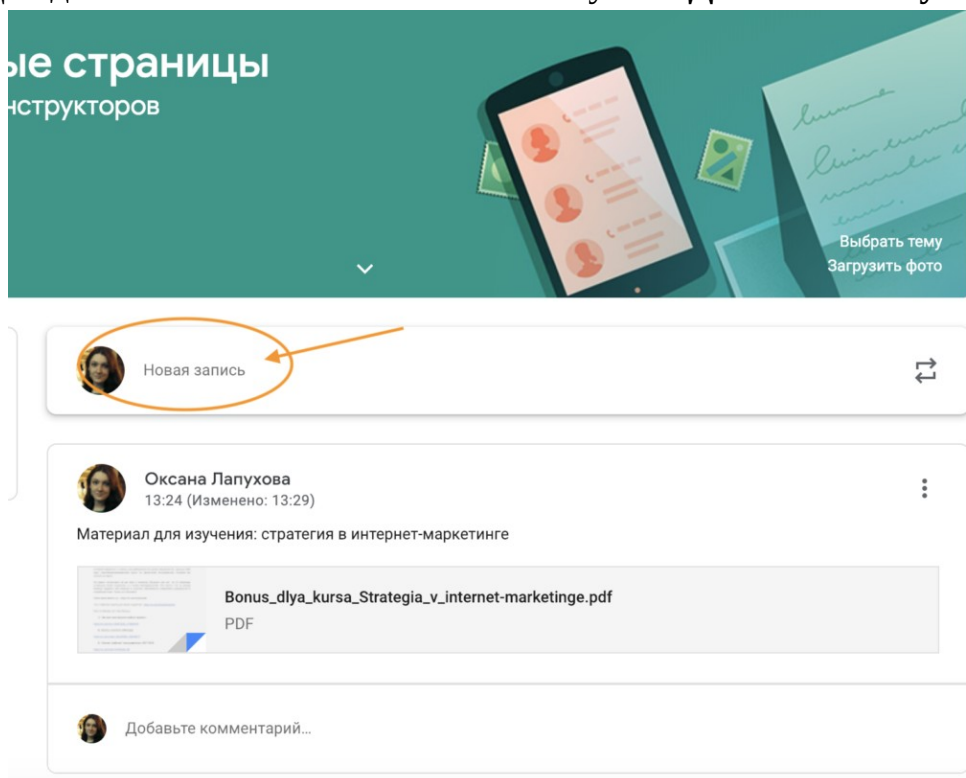 ые страницы
нструкторов
Выбрать тему
Загрузить фото
Новая запись
Оксана Лапухова
13:24 (Изменено: 13:29)
Материал для изучения: стратегия в интернет-маркетинге
Bonus_dlya_kursa_Strategia_v_internet-marketinge.pdf
PDF
Добавьте комментарий...